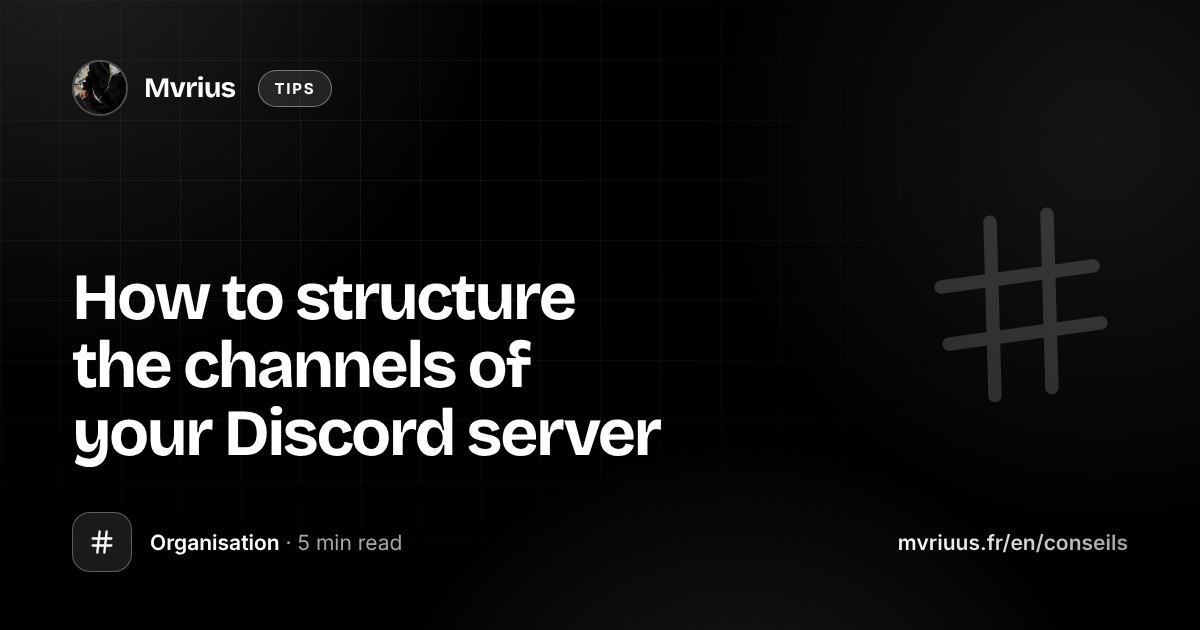 Mvrius
TIPS
How to structure
the channels of
your Discord server
#
Organisation · 5 min read
mvriuus.fr/en/conseils